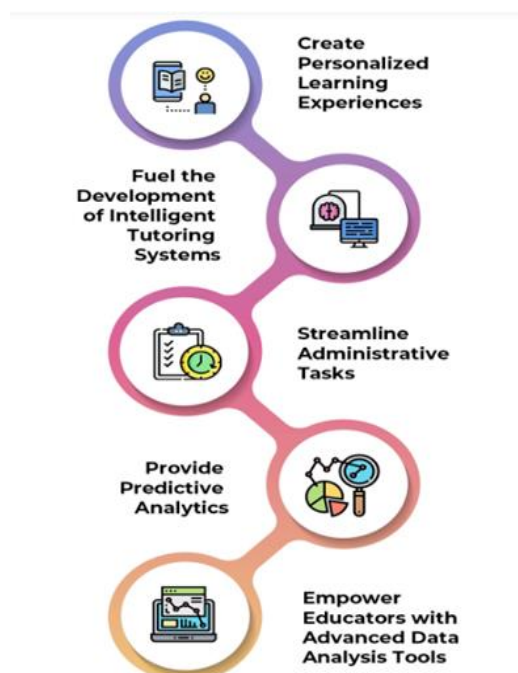 Create
Personalized
Learning
Experiences
Fuel the
Development
of Intelligent
Tutoring
Systems
Streamline
Administrative
Tasks
Provide
Predictive
Analytics
Empower
Educators with
Advanced Data
Analysis Tools